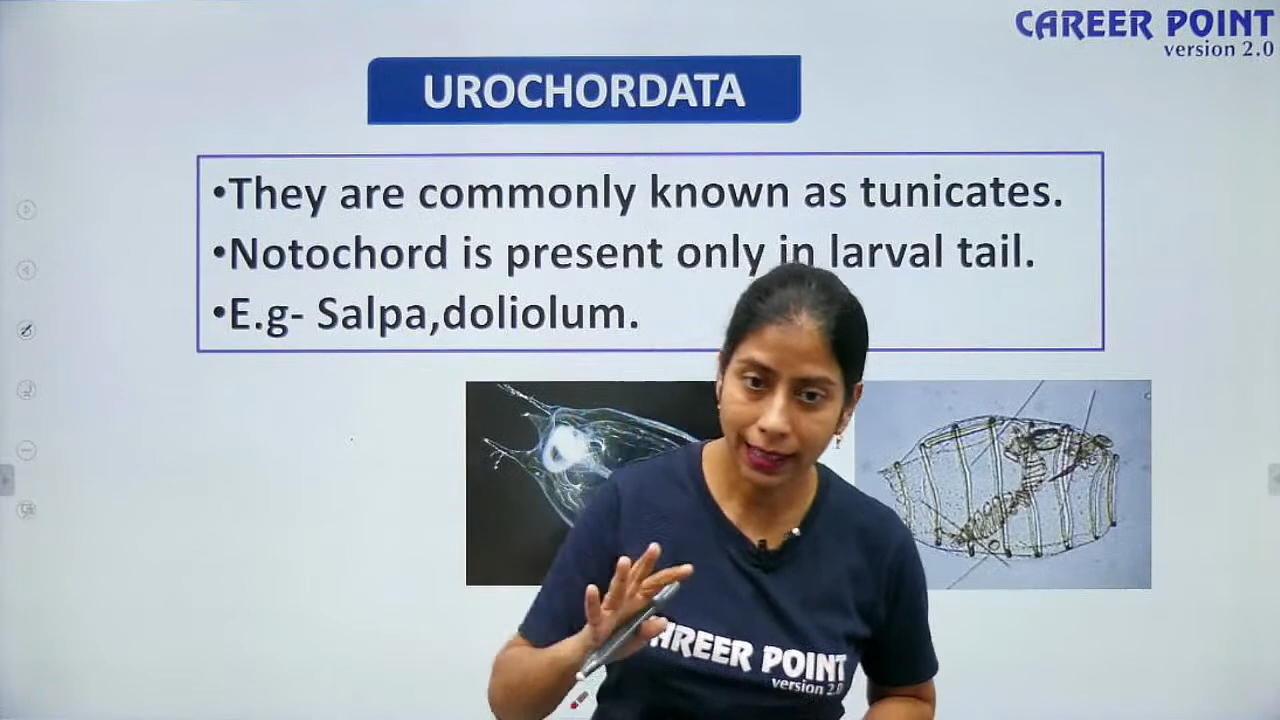 CAREER POINT
version 2.0
UROCHORDATA
•They are commonly known as tunicates.
•Notochord is present only in larval tail.
•E.g- Salpa,doliolum.
CAREER POINT
version 2.0